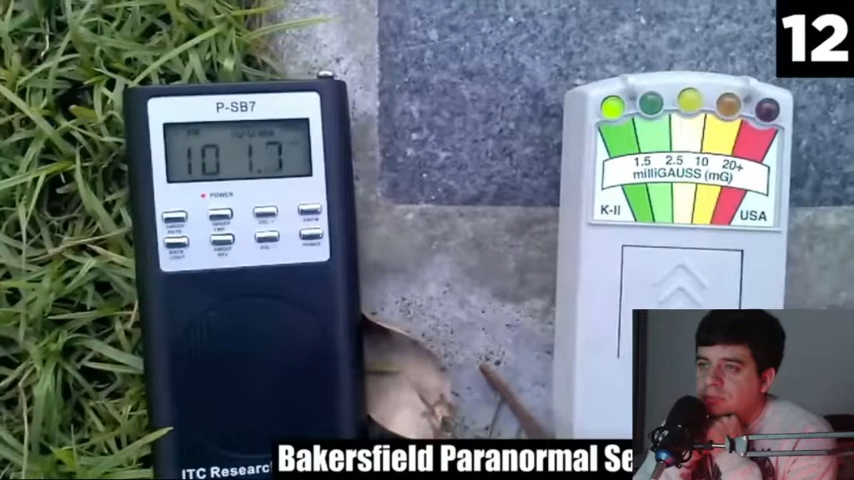 12
P-SB7
101.7
POWER
1.5 2.5 10 20+
milliGAUSS (mG)
K-II
USA
ITC Research
Bakersfield Paranormal Se